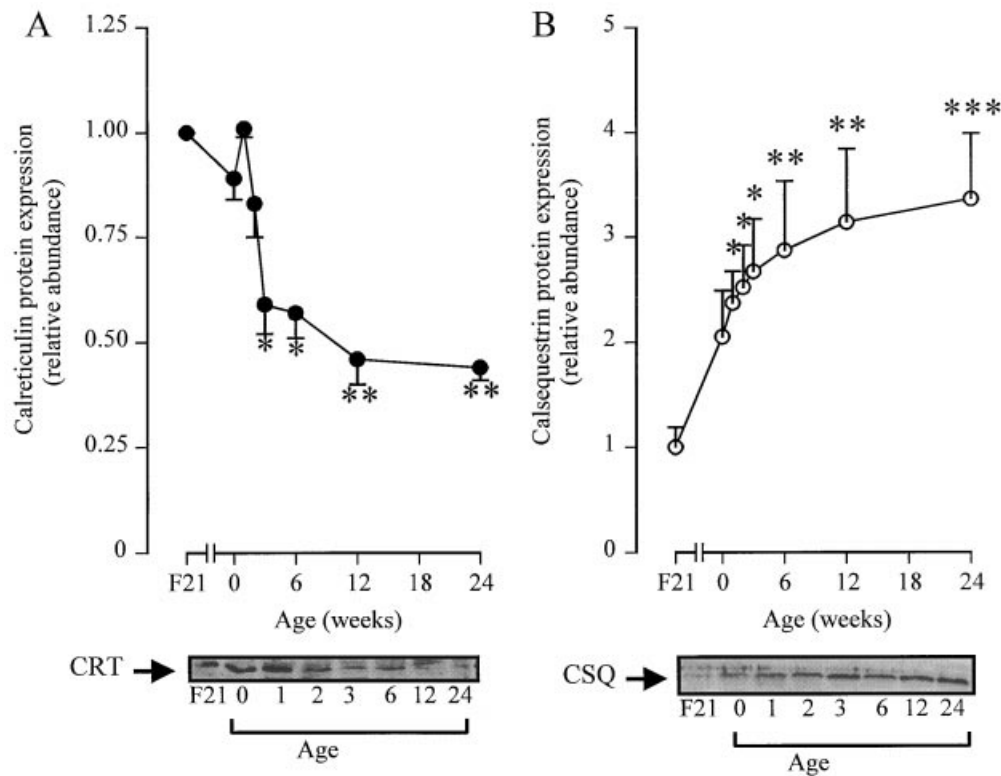 A
Calreticulin protein expression
(relative abundance)
1.25
1.00
0.75
0.50
0.25
0
*
*
**
**
F21 0 6 12 18 24
Age (weeks)
CRT
F21 0 1 2 3 6 12 24
Age
B
Calsequestrin protein expression
(relative abundance)
5
4
3
2
1
0
*
*
*
**
**
***
F21 0 6 12 18 24
Age (weeks)
CSQ
F21 0 1 2 3 6 12 24
Age